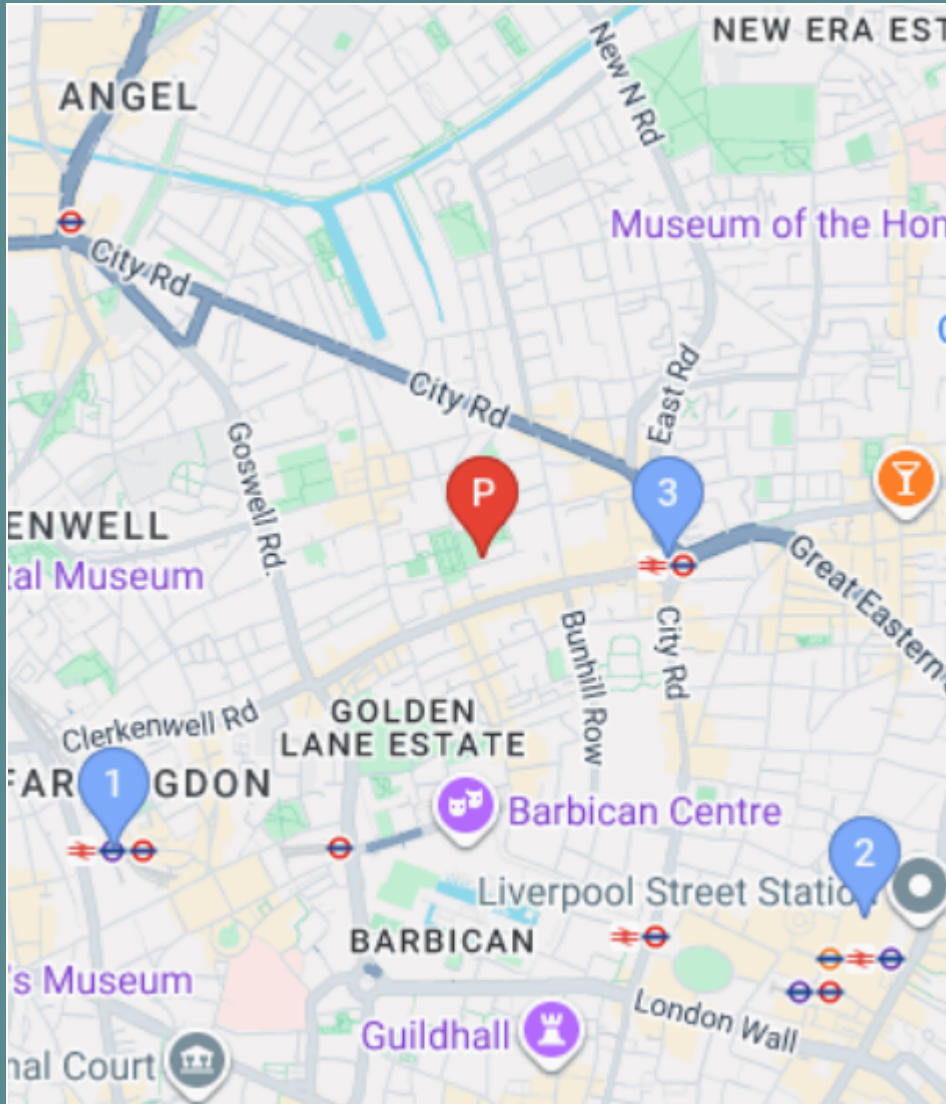 NEW ERA EST
New N Rd
ANGEL
Museum of the Hon
City Rd
City Rd
East Rd
Goswell Rd.
P
3
ENWELL
tal Museum
Great Eastern
City Rd
Bunhill Row
Clerkenwell Rd
GOLDEN
LANE ESTATE
1
FAR GDON
Barbican Centre
2
Liverpool Street Statio
BARBICAN
's Museum
London Wall
Guildhall
nal Court